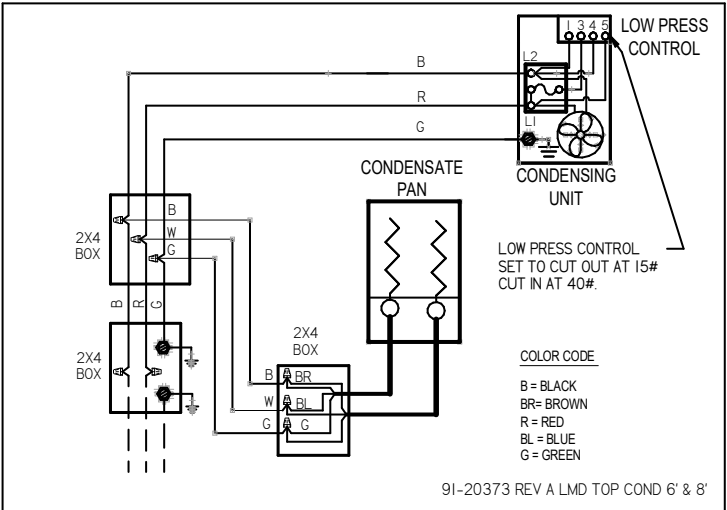 1 3 4 5
LOW PRESS
CONTROL
B
L2
R
L1
G
CONDENSING
UNIT
CONDENSATE
PAN
2X4
BOX
B
W
G
LOW PRESS CONTROL
SET TO CUT OUT AT 15#
CUT IN AT 40#.
B
R
G
2X4
BOX
2X4
BOX
B
BR
W
BL
G
G
COLOR CODE
B = BLACK
BR= BROWN
R = RED
BL = BLUE
G = GREEN
91-20373 REV A LMD TOP COND 6' & 8'